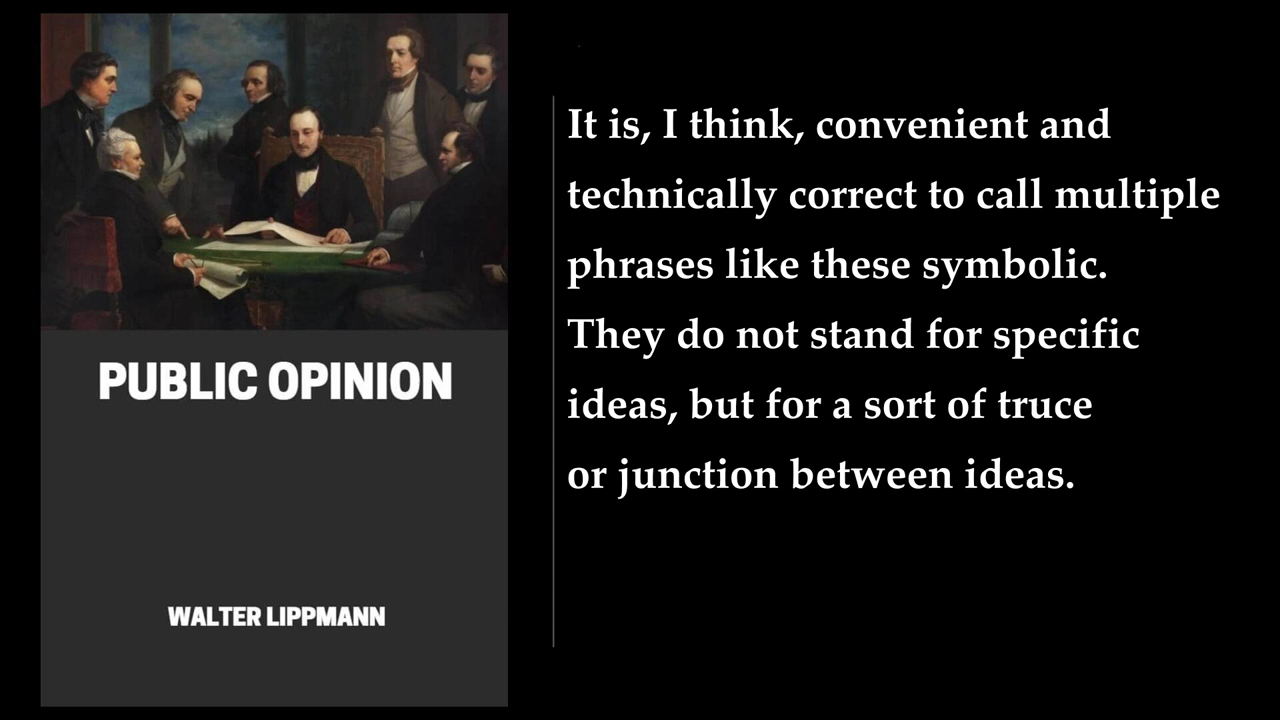 PUBLIC OPINION
WALTER LIPPMANN
It is, I think, convenient and
technically correct to call multiple
phrases like these symbolic.
They do not stand for specific
ideas, but for a sort of truce
or junction between ideas.